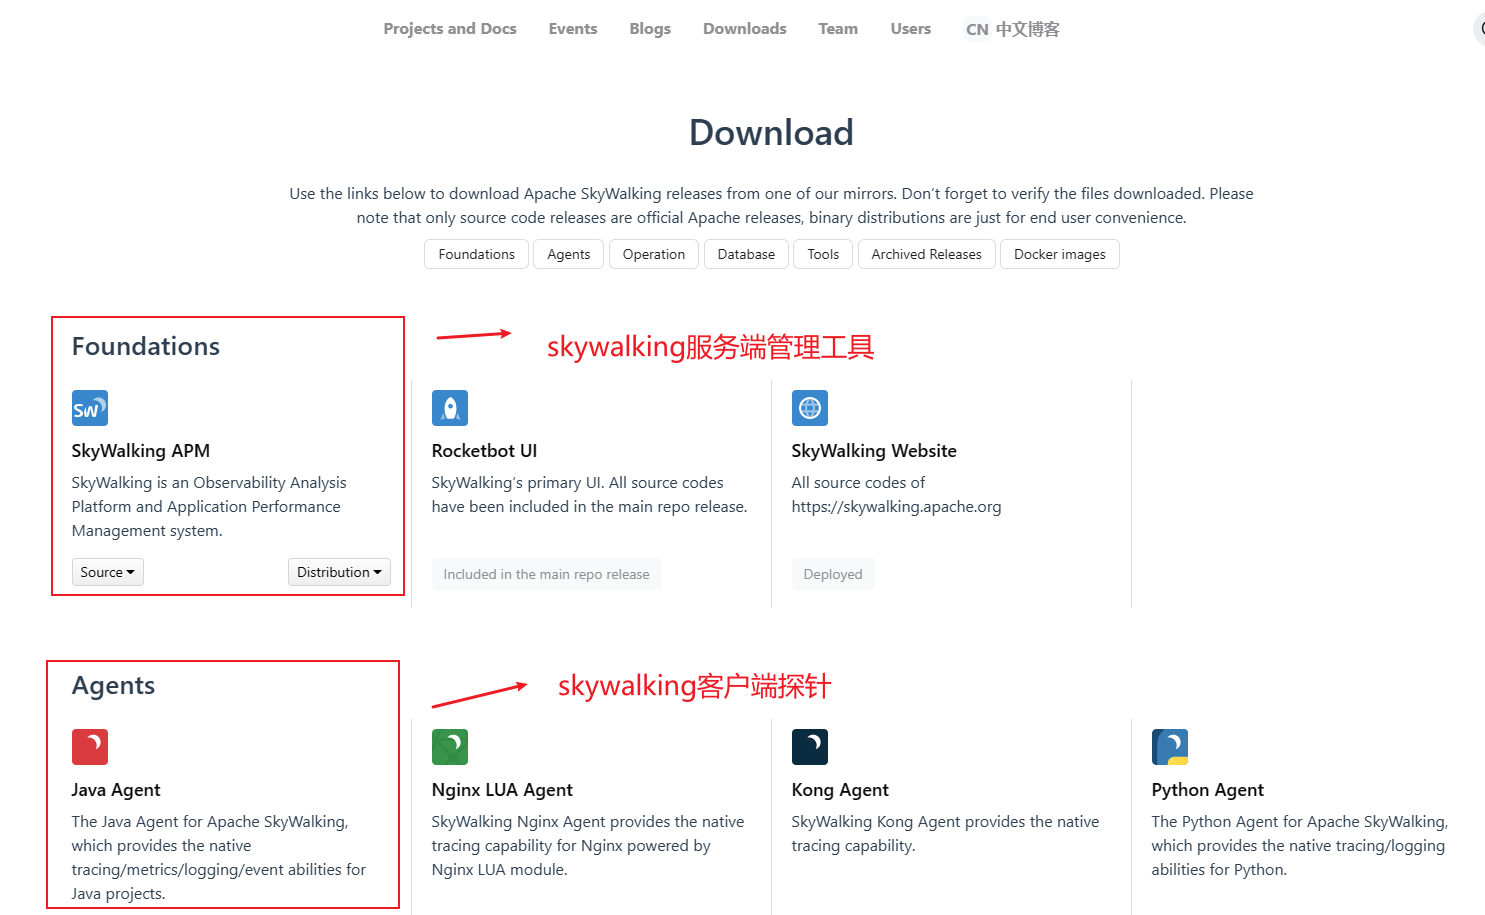 Projects and Docs Events Blogs Downloads Team Users CN 中文博客
Download
Use the links below to download Apache SkyWalking releases from one of our mirrors. Don’t forget to verify the files downloaded. Please
note that only source code releases are official Apache releases, binary distributions are just for end user convenience.
Foundations Agents Operation Database Tools Archived Releases Docker images
Foundations
skywalking服务端管理工具
SW
SkyWalking APM
SkyWalking is an Observability Analysis
Platform and Application Performance
Management system.
Source Distribution
Rocketbot UI
SkyWalking’s primary UI. All source codes
have been included in the main repo release.
Included in the main repo release
SkyWalking Website
All source codes of
https://skywalking.apache.org
Deployed
Agents
skywalking客户端探针
Java Agent
The Java Agent for Apache SkyWalking,
which provides the native
tracing/metrics/logging/event abilities for
Java projects.
Nginx LUA Agent
SkyWalking Nginx Agent provides the native
tracing capability for Nginx powered by
Nginx LUA module.
Kong Agent
SkyWalking Kong Agent provides the native
tracing capability.
Python Agent
The Python Agent for Apache SkyWalking,
which provides the native tracing/logging
abilities for Python.